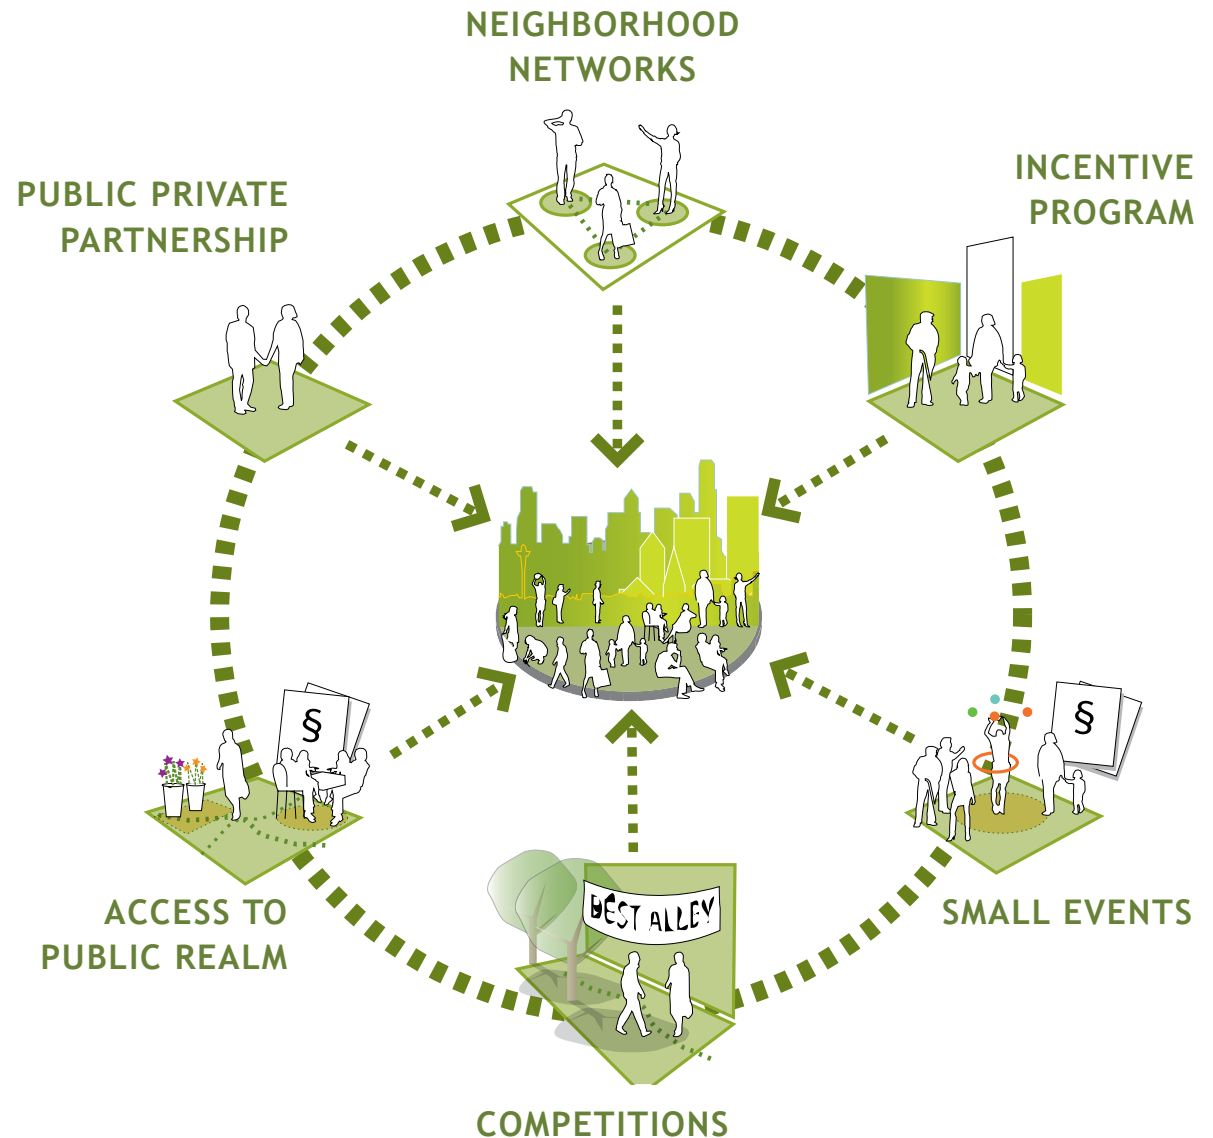 NEIGHBORHOOD
NETWORKS
INCENTIVE
PROGRAM
PUBLIC PRIVATE
PARTNERSHIP
§
§
ACCESS TO
PUBLIC REALM
SMALL EVENTS
BEST ALLEY
COMPETITIONS